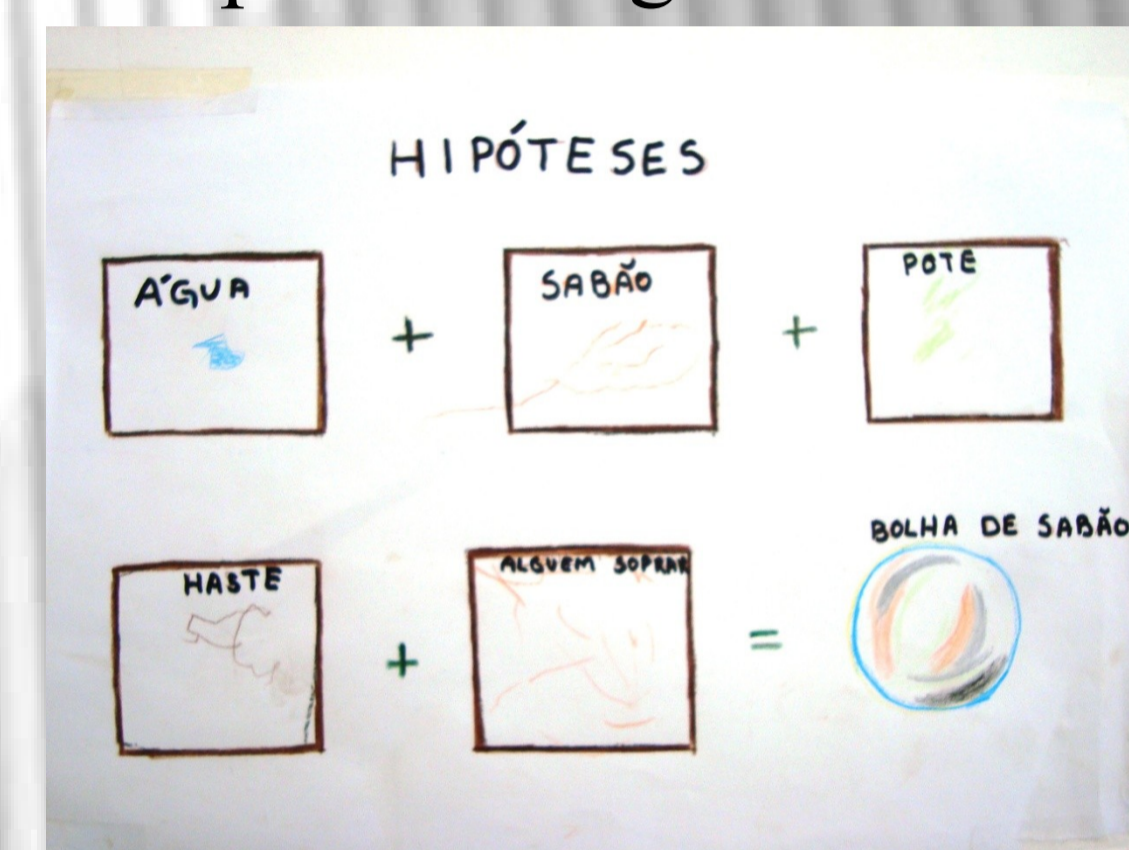 HIPÓTESES
ÁGUA + SABÃO + POTE
HASTE + ALGUEM SOPRAR = BOLHA DE SABÃO